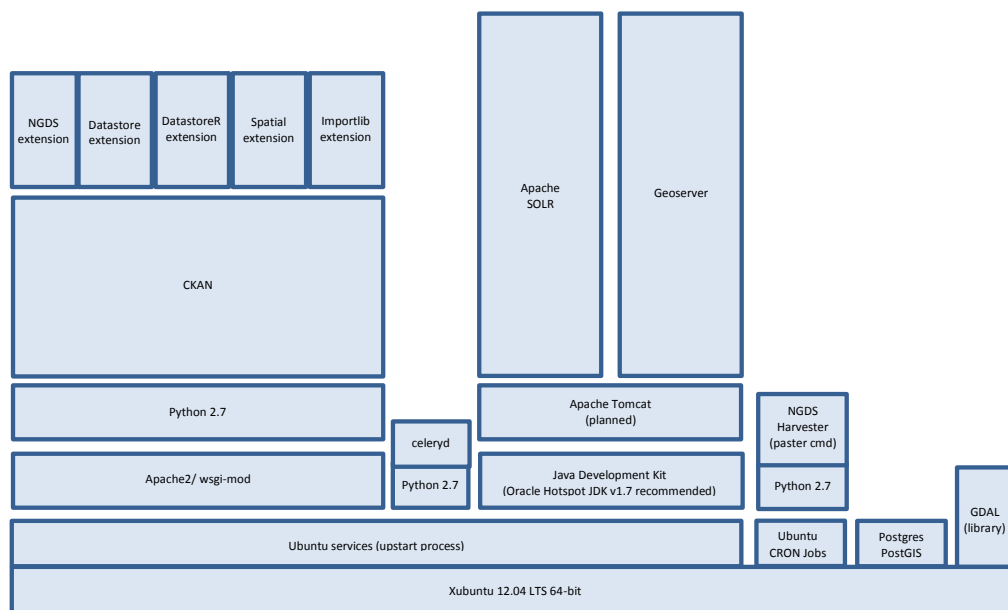 NGDS
extension
Datastore
extension
DatastoreR
extension
Spatial
extension
Importlib
extension
Apache
SOLR
Geoserver
CKAN
Python 2.7
Apache Tomcat
(planned)
NGDS
Harvester
(paster cmd)
celeryd
Apache2/ wsgi-mod
Python 2.7
Java Development Kit
(Oracle Hotspot JDK v1.7 recommended)
Python 2.7
GDAL
(library)
Ubuntu services (upstart process)
Ubuntu
CRON Jobs
Postgres
PostGIS
Xubuntu 12.04 LTS 64-bit